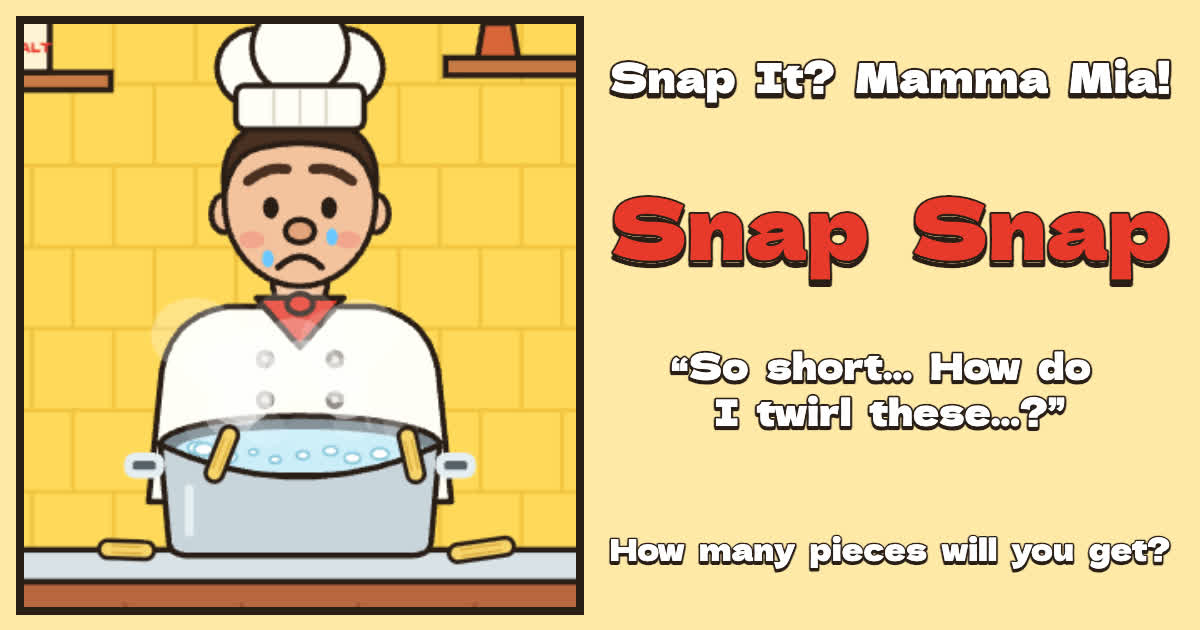 ALT
Snap It? Mamma Mia!
Snap Snap
“So short... How do
I twirl these...?”
How many pieces will you get?